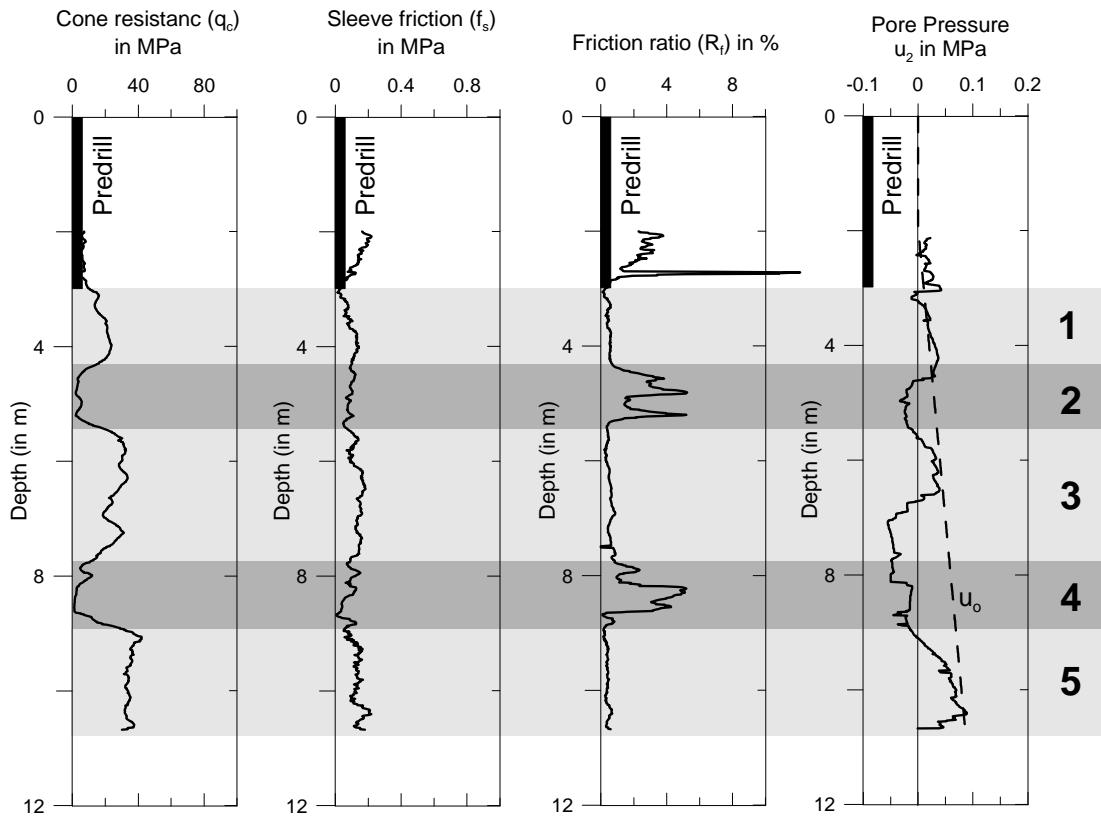 Cone resistanc (q_c)
in MPa
Sleeve friction (f_s)
in MPa
Friction ratio (R_f) in %
Pore Pressure
u_2 in MPa
0 40 80
0 0.4 0.8
0 4 8
-0.1 0 0.1 0.2
0
4
8
12
Depth (in m)
Predrill
0
4
8
12
Depth (in m)
Predrill
0
4
8
12
Depth (in m)
0
4
8
12
Depth (in m)
Predrill
u_o
1
2
3
4
5